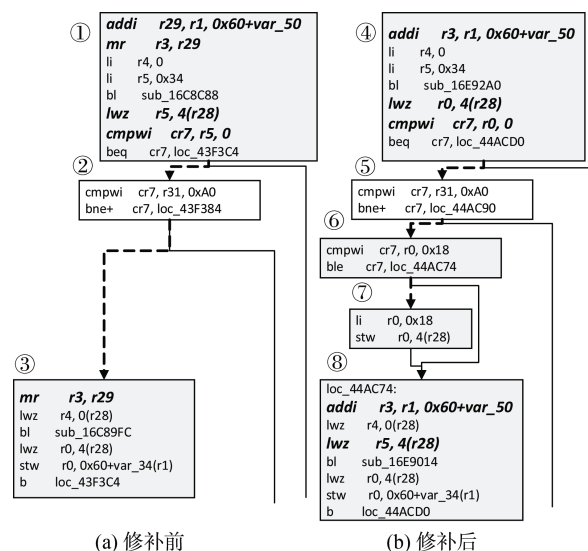 ①
addi r29, r1, 0x60+var_50
mr r3, r29
li r4, 0
li r5, 0x34
bl sub_16C8C88
lwz r5, 4(r28)
cmpwi cr7, r5, 0
beq cr7, loc_43F3C4
②
cmpwi cr7, r31, 0xA0
bne+ cr7, loc_43F384
③
mr r3, r29
lwz r4, 0(r28)
bl sub_16C89FC
lwz r0, 4(r28)
stw r0, 0x60+var_34(r1)
b loc_43F3C4
(a) 修补前
④
addi r3, r1, 0x60+var_50
li r4, 0
li r5, 0x34
bl sub_16E92A0
lwz r0, 4(r28)
cmpwi cr7, r0, 0
beq cr7, loc_44ACD0
⑤
cmpwi cr7, r31, 0xA0
bne+ cr7, loc_44AC90
⑥
cmpwi cr7, r0, 0x18
ble cr7, loc_44AC74
⑦
li r0, 0x18
stw r0, 4(r28)
⑧
loc_44AC74:
addi r3, r1, 0x60+var_50
lwz r4, 0(r28)
lwz r5, 4(r28)
bl sub_16E9014
lwz r0, 4(r28)
stw r0, 0x60+var_34(r1)
b loc_44ACD0
(b) 修补后